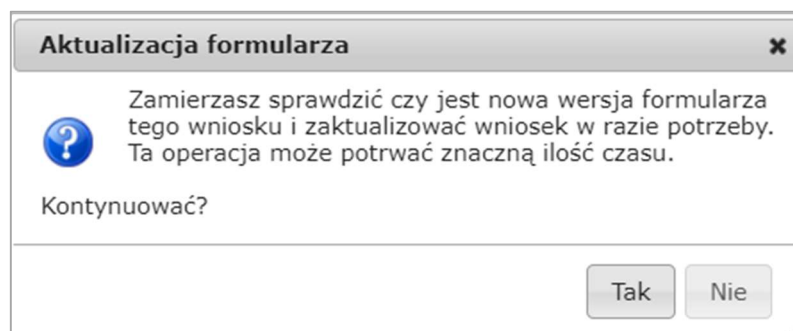 Aktualizacja formularza
Zamierzasz sprawdzić czy jest nowa wersja formularza
tego wniosku i zaktualizować wniosek w razie potrzeby.
Ta operacja może potrwać znaczną ilość czasu.
Kontynuować?
Tak Nie